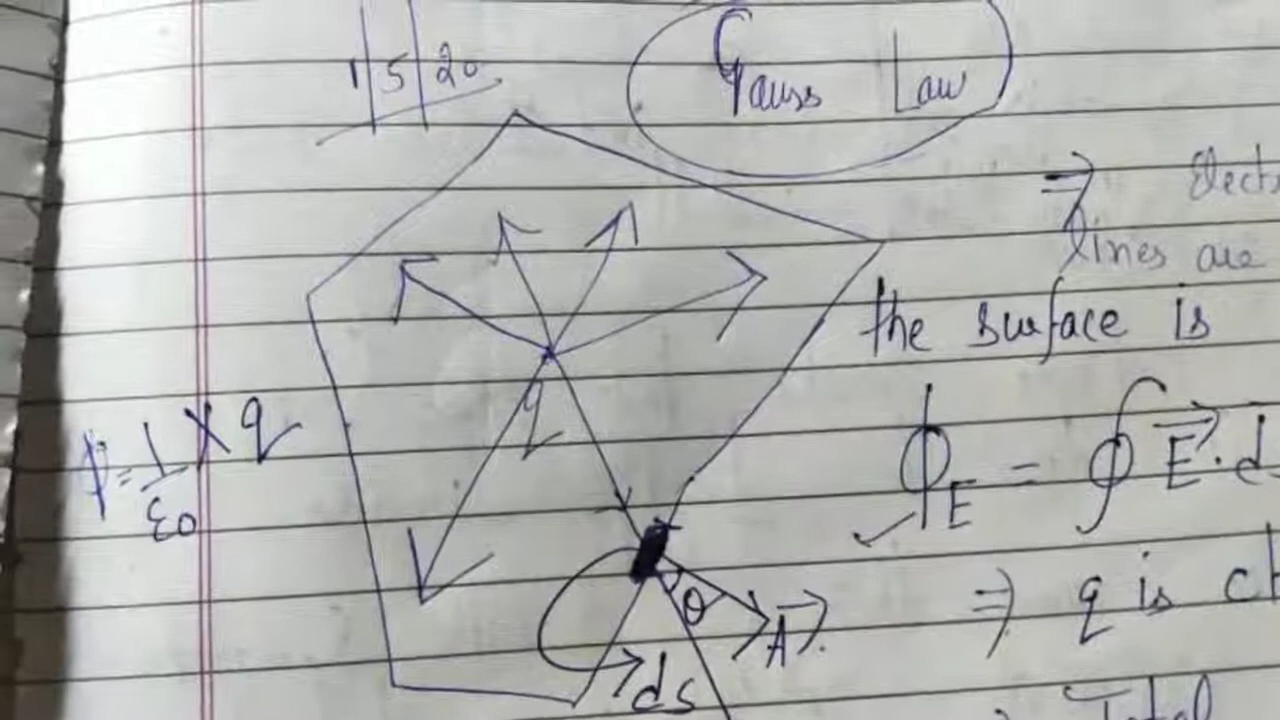 1/5/20
Gauss Law
⇒ Elect
lines are
the surface is
ϕ = 1/ε0 × q
q
ϕE = ∮ E⃗ . d
θ
A⃗.
⇒ q is ch
ds
Total